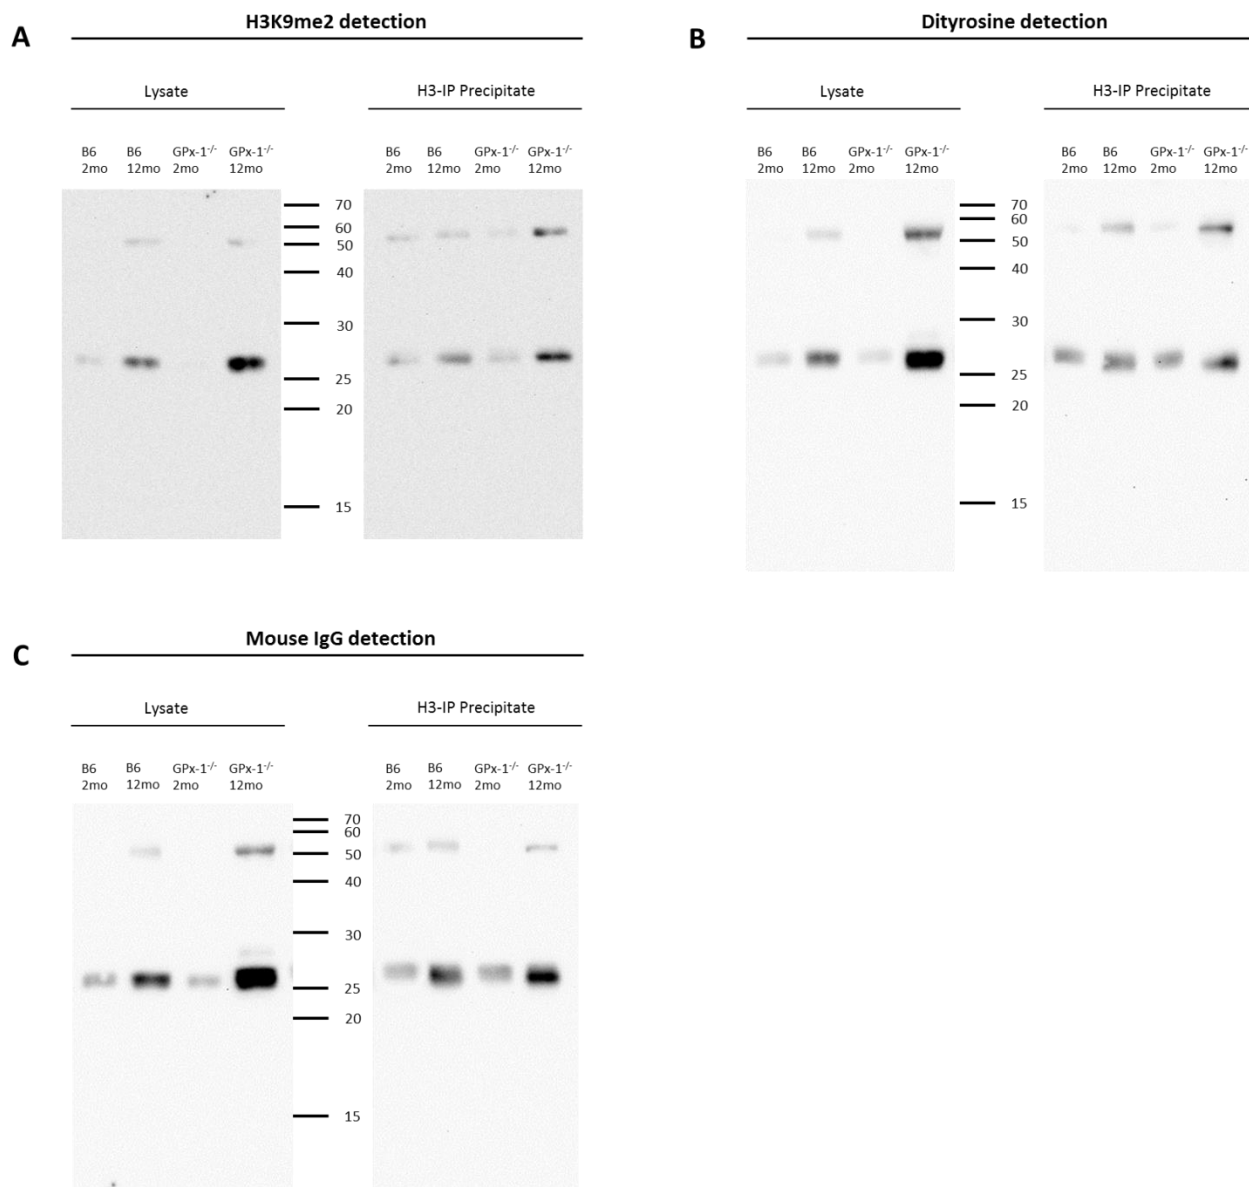 A
H3K9me2 detection
Lysate
H3-IP Precipitate
B6 B6 GPx-1-/- GPx-1-/-
2mo 12mo 2mo 12mo
B6 B6 GPx-1-/- GPx-1-/-
2mo 12mo 2mo 12mo
70
60
50
40
30
25
20
15
B
Dityrosine detection
Lysate
H3-IP Precipitate
B6 B6 GPx-1-/- GPx-1-/-
2mo 12mo 2mo 12mo
B6 B6 GPx-1-/- GPx-1-/-
2mo 12mo 2mo 12mo
70
60
50
40
30
25
20
15
C
Mouse IgG detection
Lysate
H3-IP Precipitate
B6 B6 GPx-1-/- GPx-1-/-
2mo 12mo 2mo 12mo
B6 B6 GPx-1-/- GPx-1-/-
2mo 12mo 2mo 12mo
70
60
50
40
30
25
20
15